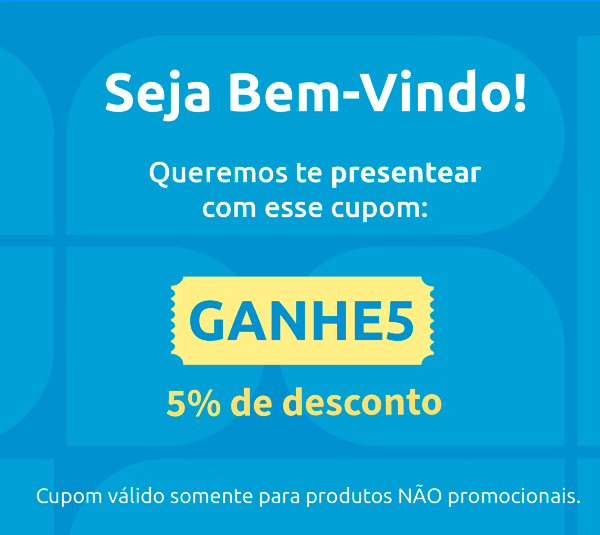 Seja Bem-Vindo!
Queremos te presentear
com esse cupom:
GANHE5
5% de desconto
Cupom válido somente para produtos NÃO promocionais.